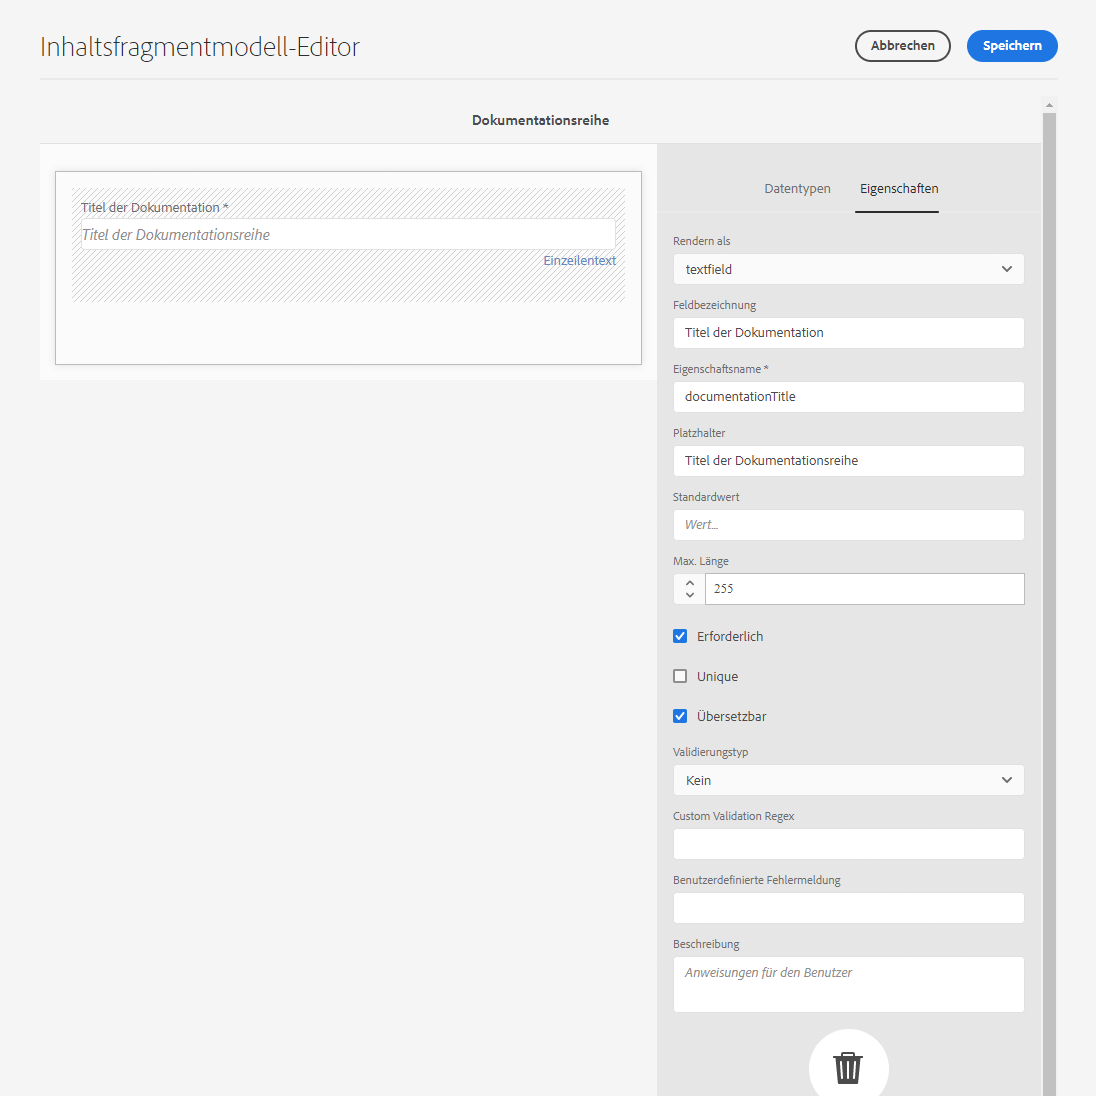 Inhaltsfragmentmodell-Editor
Abbrechen
Speichern
Dokumentationsreihe
Titel der Dokumentation *
Titel der Dokumentationsreihe
Einzeilentext
Datentypen
Eigenschaften
Rendern als
textfield
Feldbezeichnung
Titel der Dokumentation
Eigenschaftsname *
documentationTitle
Platzhalter
Titel der Dokumentationsreihe
Standardwert
Wert...
Max. Länge
255
Erforderlich
Unique
Übersetzbar
Validierungstyp
Kein
Custom Validation Regex
Benutzerdefinierte Fehlermeldung
Beschreibung
Anweisungen für den Benutzer